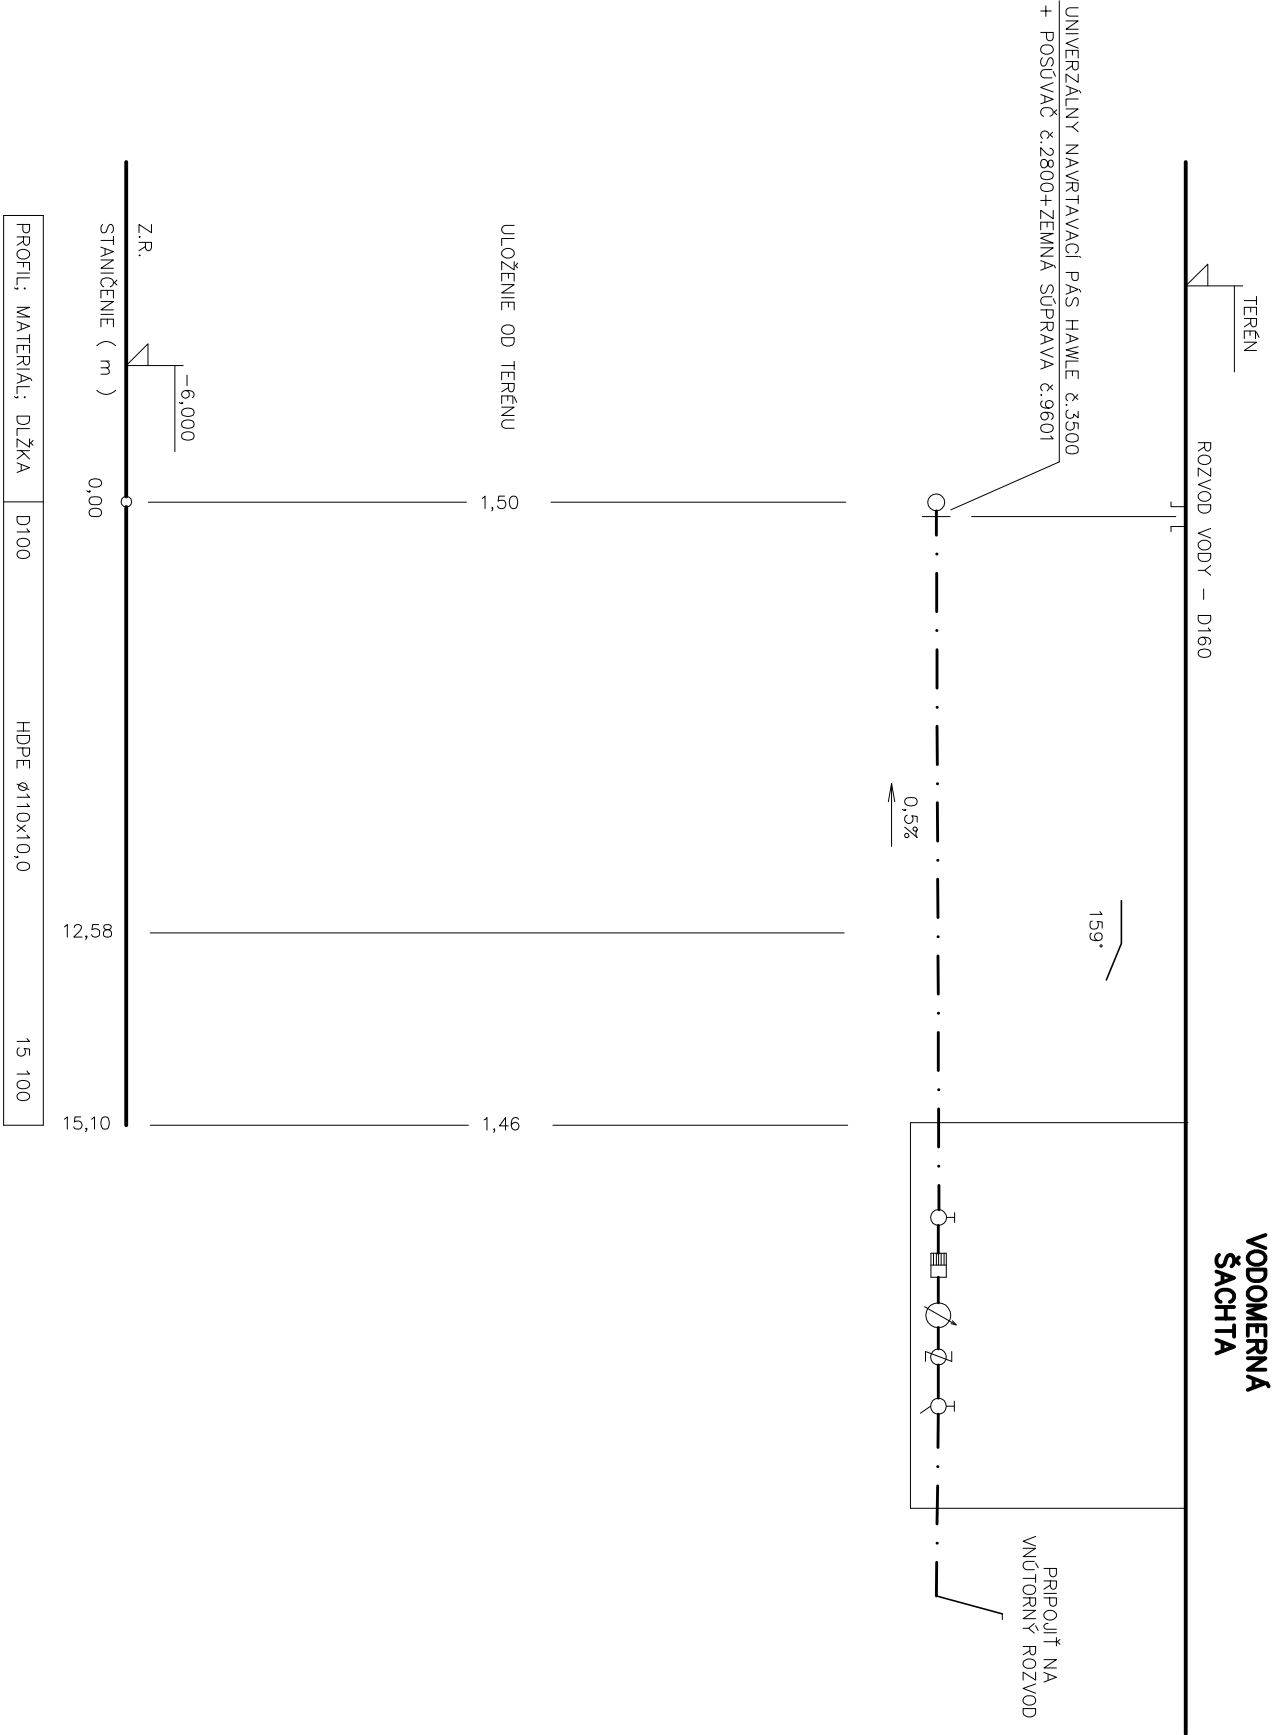 VODOMERNÁ
ŠACHTA
TERÉN
ROZVOD VODY – D160
UNIVERZÁLNY NAVRTAVACÍ PÁS HAWLE č.3500
+ POSÚVAČ č.2800+ZEMNÁ SÚPRAVA č.9601
159°
PRIPOJIŤ NA
VNÚTORNÝ ROZVOD
0,5%
ULOŽENIE OD TERÉNU
1,50
1,46
-6,000
Z.R.
STANIČENIE ( m )
0,00
12,58
15,10
PROFIL; MATERIÁL; DLŽKA
D100
HDPE ø110x10,0
15 100